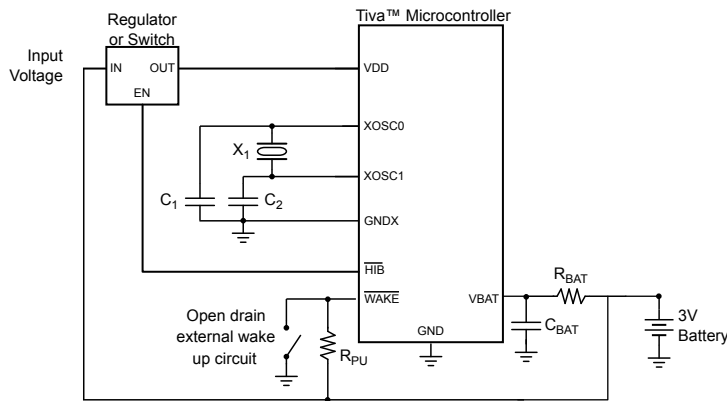 Regulator
or Switch
Tiva™ Microcontroller
Input
Voltage
IN OUT
EN
VDD
XOSC0
X1
XOSC1
C1
C2
GNDX
HIB
WAKE
VBAT
RBAT
Open drain
external wake
up circuit
RPU
GND
CBAT
3V
Battery